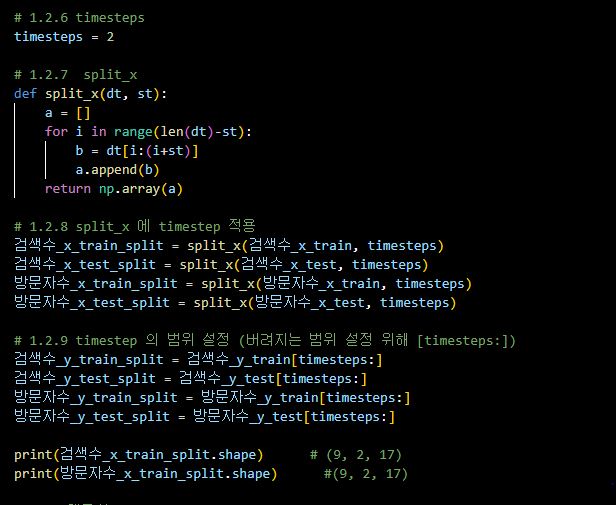 # 1.2.6 timesteps
timesteps = 2
# 1.2.7  split_x
def split_x(dt, st):
    a = []
    for i in range(len(dt)-st):
        b = dt[i:(i+st)]
        a.append(b)
    return np.array(a)
# 1.2.8 split_x 에 timestep 적용
검색수_x_train_split = split_x(검색수_x_train, timesteps)
검색수_x_test_split = split_x(검색수_x_test, timesteps)
방문자수_x_train_split = split_x(방문자수_x_train, timesteps)
방문자수_x_test_split = split_x(방문자수_x_test, timesteps)
# 1.2.9 timestep 의 범위 설정 (버려지는 범위 설정 위해 [timesteps:])
검색수_y_train_split = 검색수_y_train[timesteps:]
검색수_y_test_split = 검색수_y_test[timesteps:]
방문자수_y_train_split = 방문자수_y_train[timesteps:]
방문자수_y_test_split = 방문자수_y_test[timesteps:]
print(검색수_x_train_split.shape)      # (9, 2, 17)
print(방문자수_x_train_split.shape)      #(9, 2, 17)